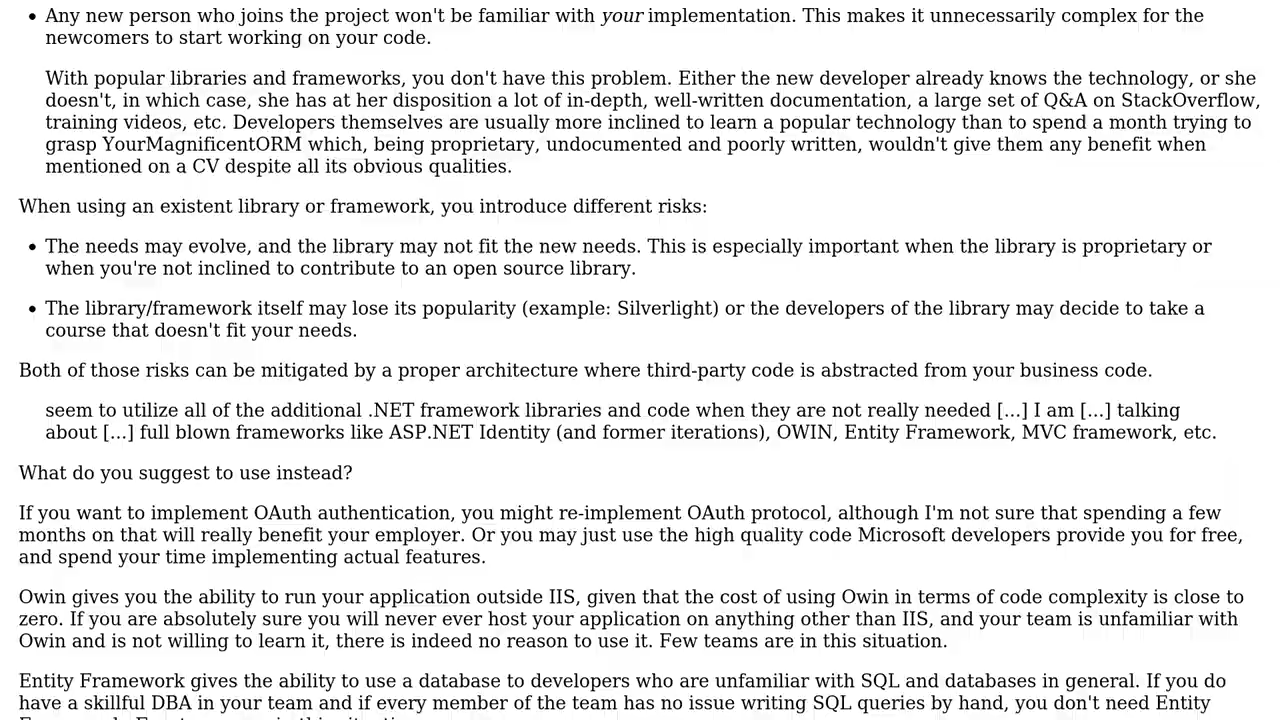 • Any new person who joins the project won't be familiar with your implementation. This makes it unnecessarily complex for the
newcomers to start working on your code.
With popular libraries and frameworks, you don't have this problem. Either the new developer already knows the technology, or she
doesn't, in which case, she has at her disposition a lot of in-depth, well-written documentation, a large set of Q&A on StackOverflow,
training videos, etc. Developers themselves are usually more inclined to learn a popular technology than to spend a month trying to
grasp YourMagnificentORM which, being proprietary, undocumented and poorly written, wouldn't give them any benefit when
mentioned on a CV despite all its obvious qualities.
When using an existent library or framework, you introduce different risks:
• The needs may evolve, and the library may not fit the new needs. This is especially important when the library is proprietary or
when you're not inclined to contribute to an open source library.
• The library/framework itself may lose its popularity (example: Silverlight) or the developers of the library may decide to take a
course that doesn't fit your needs.
Both of those risks can be mitigated by a proper architecture where third-party code is abstracted from your business code.
seem to utilize all of the additional .NET framework libraries and code when they are not really needed [...] I am [...] talking
about [...] full blown frameworks like ASP.NET Identity (and former iterations), OWIN, Entity Framework, MVC framework, etc.
What do you suggest to use instead?
If you want to implement OAuth authentication, you might re-implement OAuth protocol, although I'm not sure that spending a few
months on that will really benefit your employer. Or you may just use the high quality code Microsoft developers provide you for free,
and spend your time implementing actual features.
Owin gives you the ability to run your application outside IIS, given that the cost of using Owin in terms of code complexity is close to
zero. If you are absolutely sure you will never ever host your application on anything other than IIS, and your team is unfamiliar with
Owin and is not willing to learn it, there is indeed no reason to use it. Few teams are in this situation.
Entity Framework gives the ability to use a database to developers who are unfamiliar with SQL and databases in general. If you do
have a skillful DBA in your team and if every member of the team has no issue writing SQL queries by hand, you don't need Entity